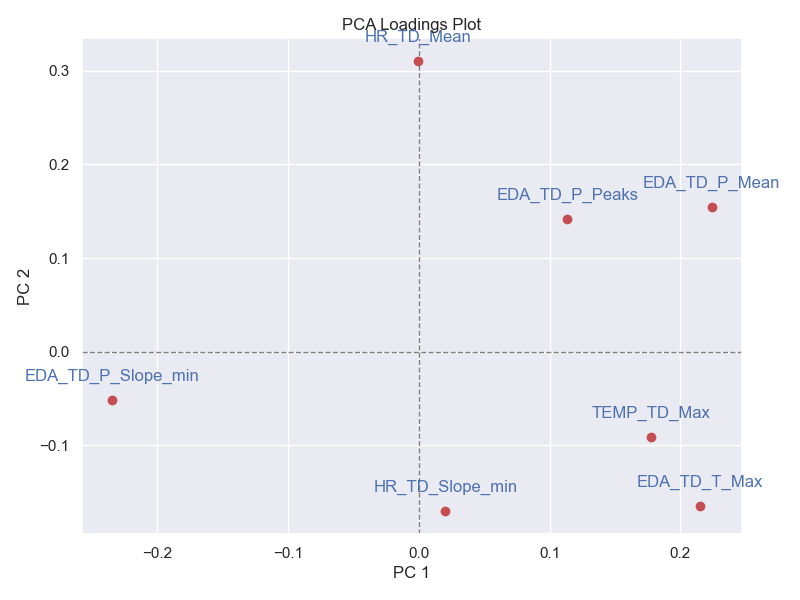 PCA Loadings Plot
HR_TD_Mean
0.3
0.2
EDA_TD_P_Mean
EDA_TD_P_Peaks
0.1
PC 2
0.0
EDA_TD_P_Slope_min
TEMP_TD_Max
−0.1
HR_TD_Slope_min
EDA_TD_T_Max
−0.2
−0.1
0.0
0.1
0.2
PC 1